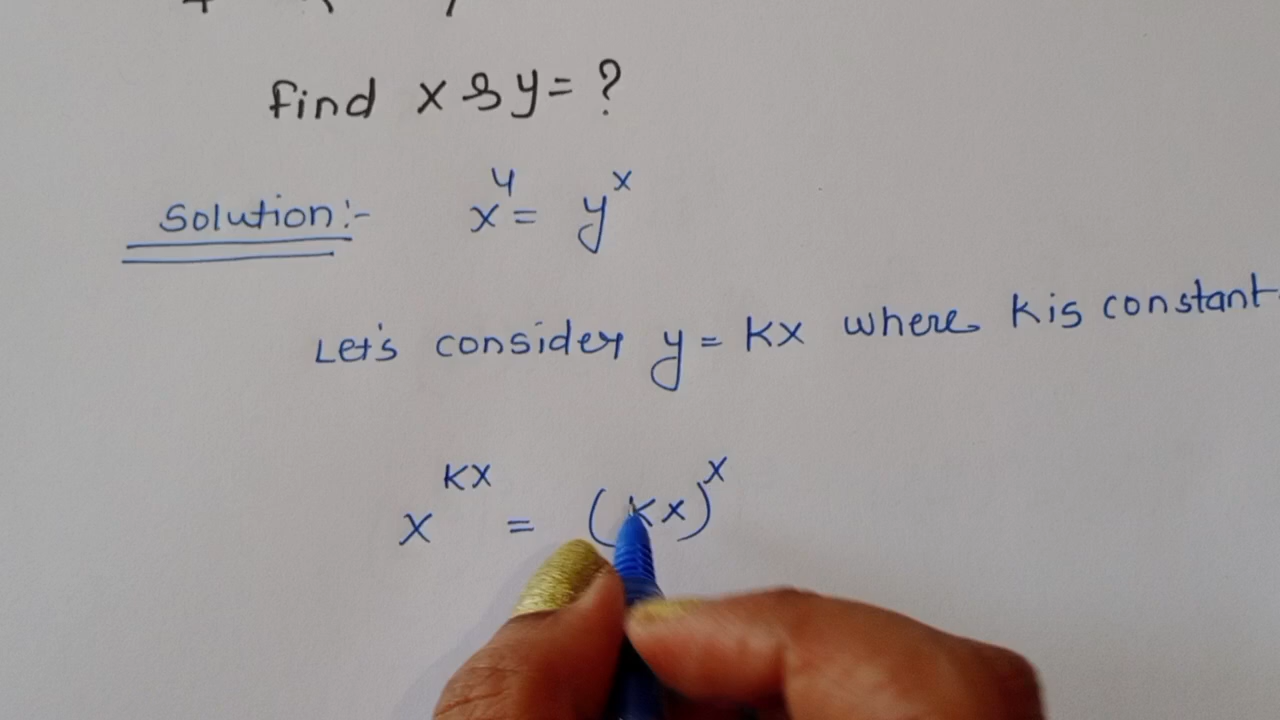 find x & y = ?
Solution:- x^y = y^x
Let's consider y = kx where k is constant.
x^kx = (kx)^x